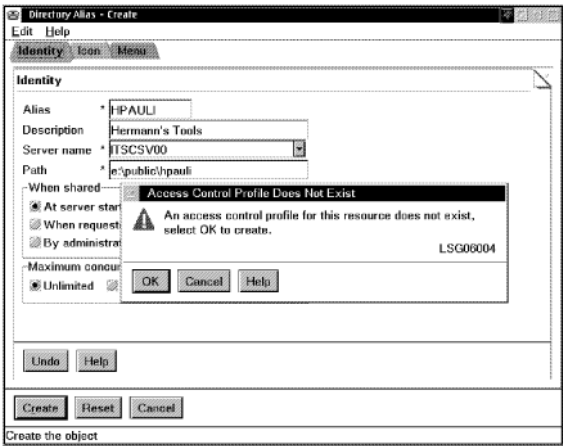 Directory Alias - Create
Edit Help
Identity Icon Menu
Identity
Alias * HPAULI
Description Hermann's Tools
Server name * ITSCSV00
Path * e:\public\hpauli
When shared
At server start
When request
By administrat
Access Control Profile Does Not Exist
An access control profile for this resource does not exist,
select OK to create.
LSG06004
OK Cancel Help
Maximum concur
Unlimited
Undo Help
Create Reset Cancel
Create the object